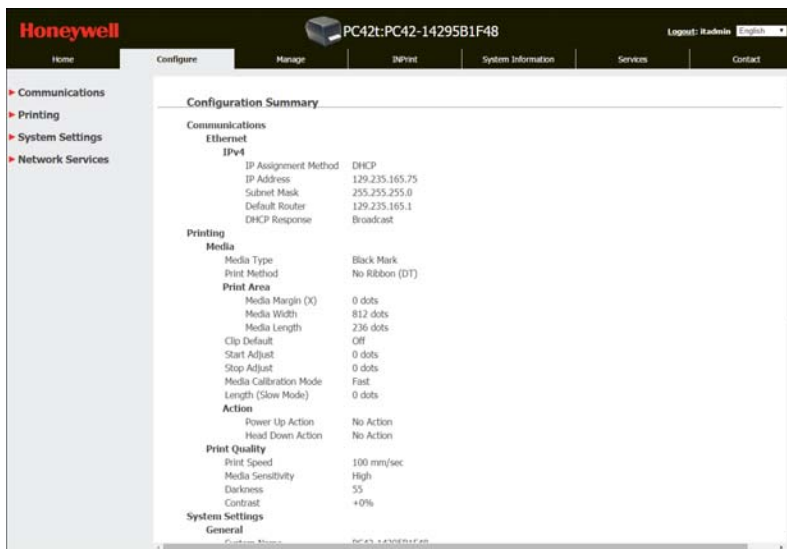 Honeywell
PC42t:PC42-14295B1F48
Logout: itadmin English
Home Configure Manage INPrint System Information Services Contact
Communications
Printing
System Settings
Network Services
Configuration Summary
Communications
Ethernet
IPv4
IP Assignment Method DHCP
IP Address 129.235.165.75
Subnet Mask 255.255.255.0
Default Router 129.235.165.1
DHCP Response Broadcast
Printing
Media
Media Type Black Mark
Print Method No Ribbon (DT)
Print Area
Media Margin (X) 0 dots
Media Width 812 dots
Media Length 236 dots
Clip Default Off
Start Adjust 0 dots
Stop Adjust 0 dots
Media Calibration Mode Fast
Length (Slow Mode) 0 dots
Action
Power Up Action No Action
Head Down Action No Action
Print Quality
Print Speed 100 mm/sec
Media Sensitivity High
Darkness 55
Contrast +0%
System Settings
General
System Name PC42-14295B1F48